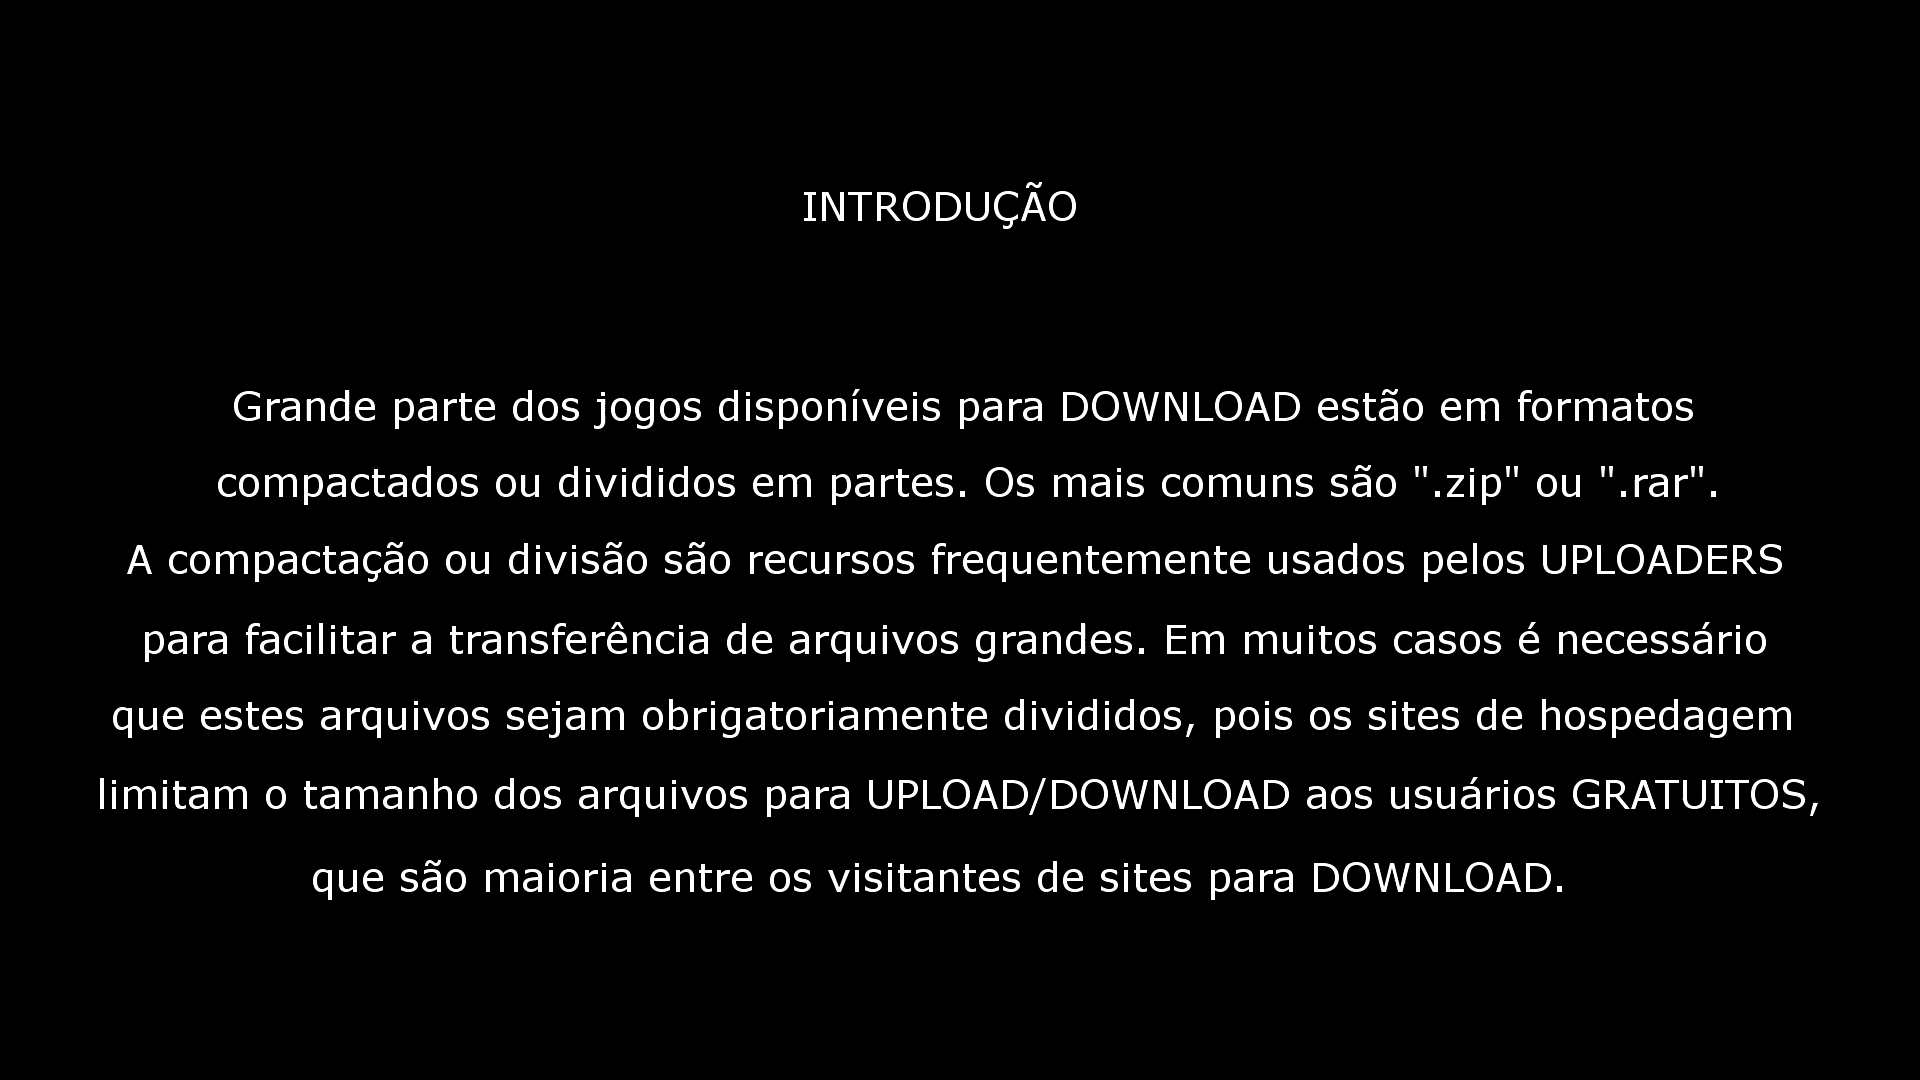 INTRODUÇÃO
Grande parte dos jogos disponíveis para DOWNLOAD estão em formatos
compactados ou divididos em partes. Os mais comuns são ".zip" ou ".rar".
A compactação ou divisão são recursos frequentemente usados pelos UPLOADERS
para facilitar a transferência de arquivos grandes. Em muitos casos é necessário
que estes arquivos sejam obrigatoriamente divididos, pois os sites de hospedagem
limitam o tamanho dos arquivos para UPLOAD/DOWNLOAD aos usuários GRATUITOS,
que são maioria entre os visitantes de sites para DOWNLOAD.